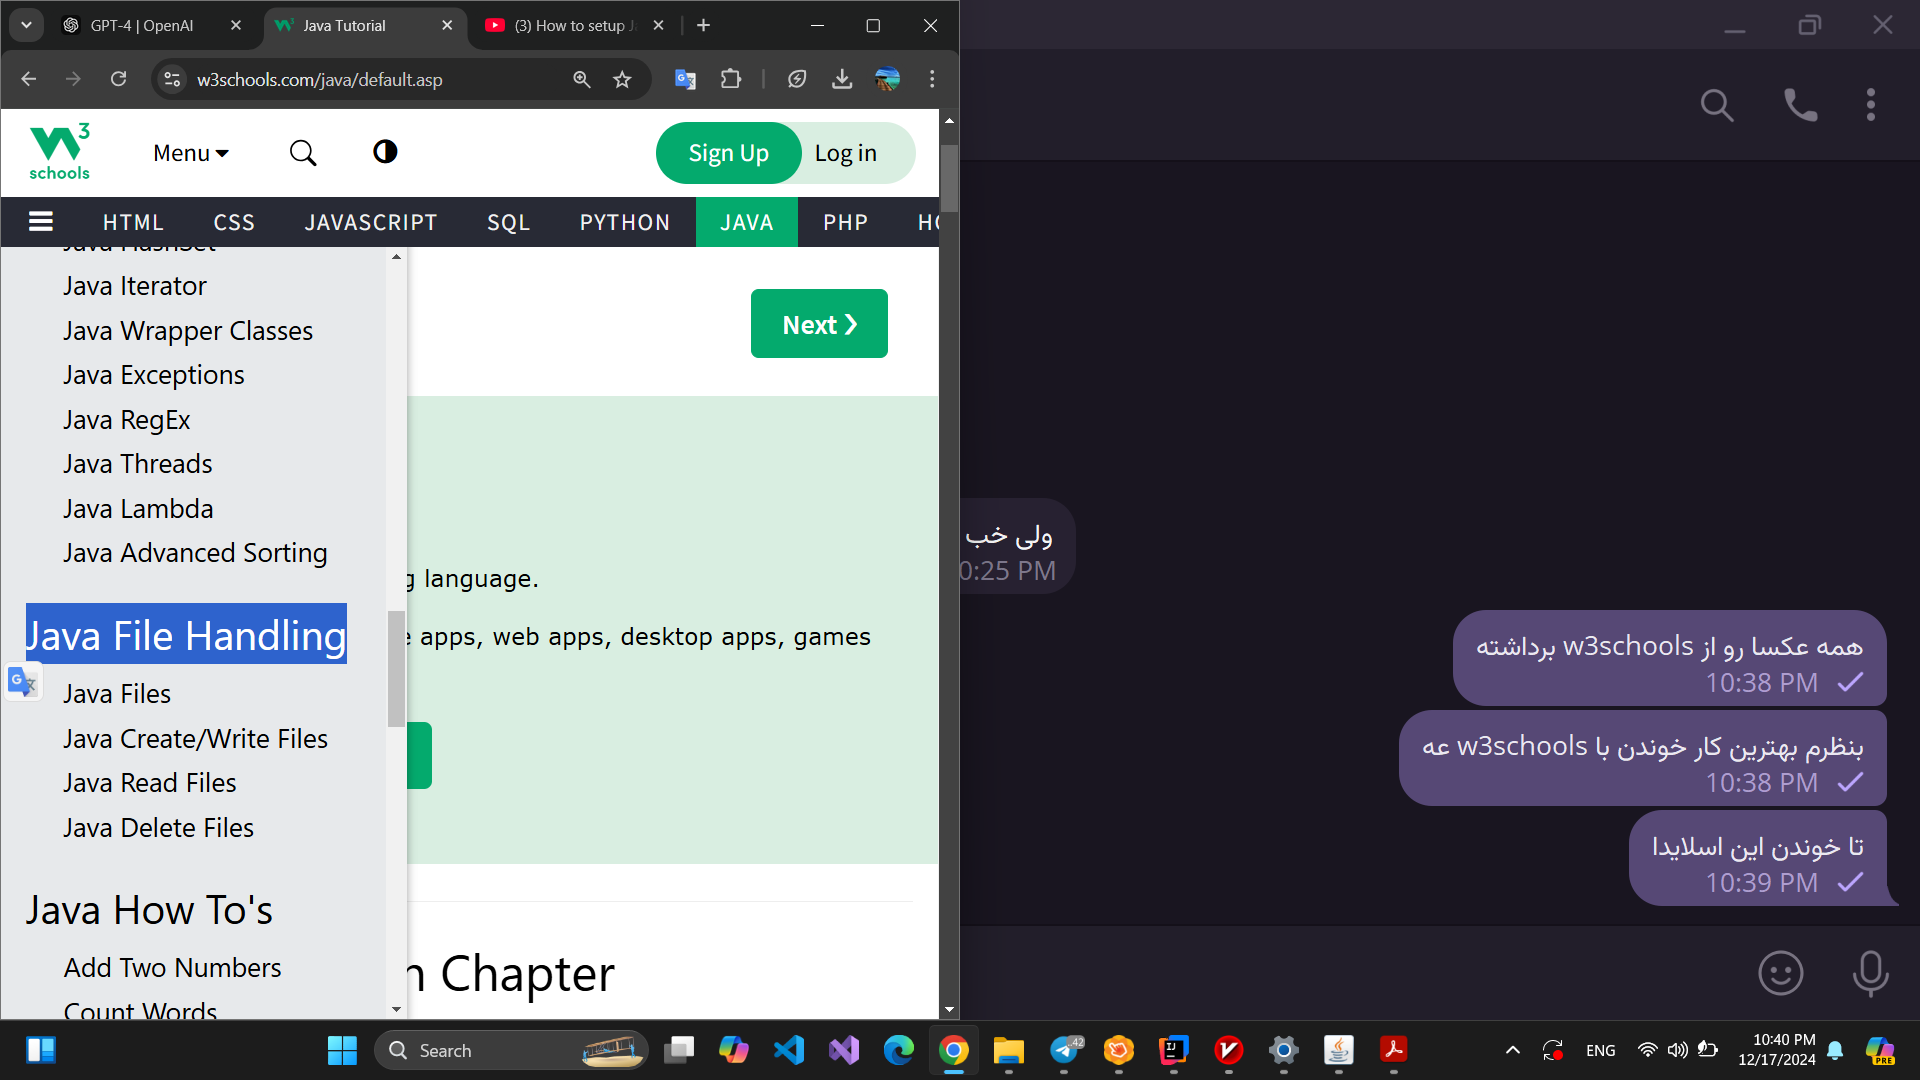 GPT-4 | OpenAI
Java Tutorial
(3) How to setup
w3schools.com/java/default.asp
3
schools
Menu
Sign Up
Log in
HTML
CSS
JAVASCRIPT
SQL
PYTHON
JAVA
PHP
Java HashSet
Java Iterator
Java Wrapper Classes
Java Exceptions
Java RegEx
Java Threads
Java Lambda
Java Advanced Sorting
Java File Handling
Java Files
Java Create/Write Files
Java Read Files
Java Delete Files
Java How To's
Add Two Numbers
Count Words
Next ❯
g language.
apps, web apps, desktop apps, games
Chapter
ولی خب
0:25 PM
همه عکسا رو از w3schools برداشته
10:38 PM
بنظرم بهترین کار خوندن با w3schools عه
10:38 PM
تا خوندن این اسلایدا
10:39 PM
Search
42
ENG
10:40 PM
12/17/2024
PRE